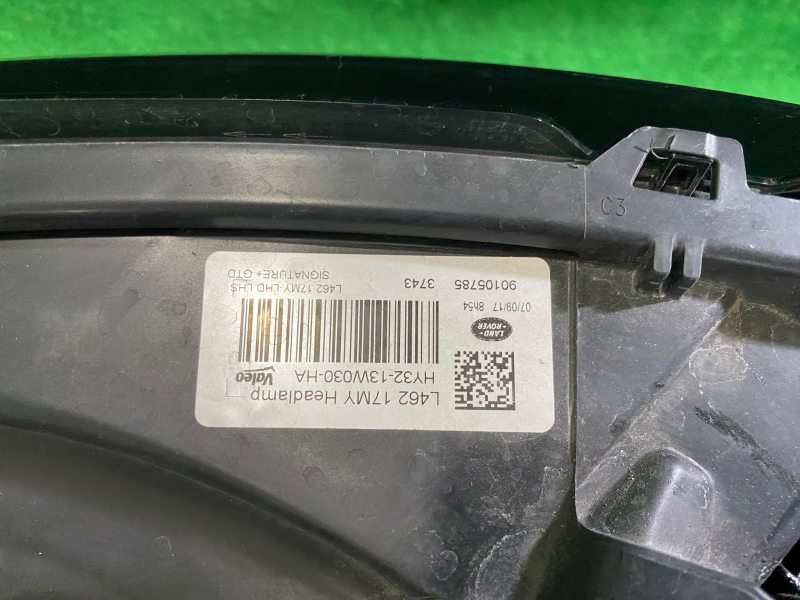 L462 17MY Headlamp
HY32-13W030-HA
Valeo
LAND-
-ROVER
07/09/17 8h54
90105785 3743
L462 17MY-LHD LHS
SIGNATURE+ GTD
C3